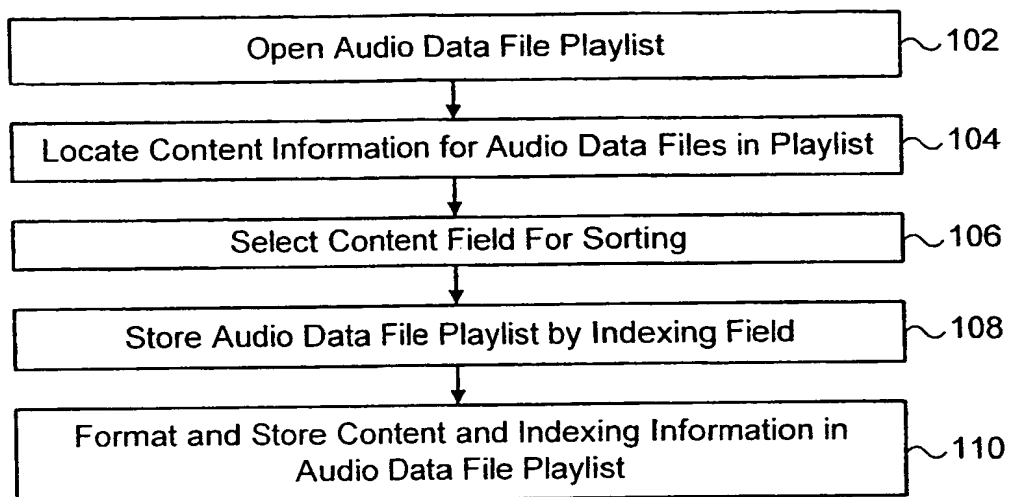 Open Audio Data File Playlist 102
Locate Content Information for Audio Data Files in Playlist 104
Select Content Field For Sorting 106
Store Audio Data File Playlist by Indexing Field 108
Format and Store Content and Indexing Information in
Audio Data File Playlist 110